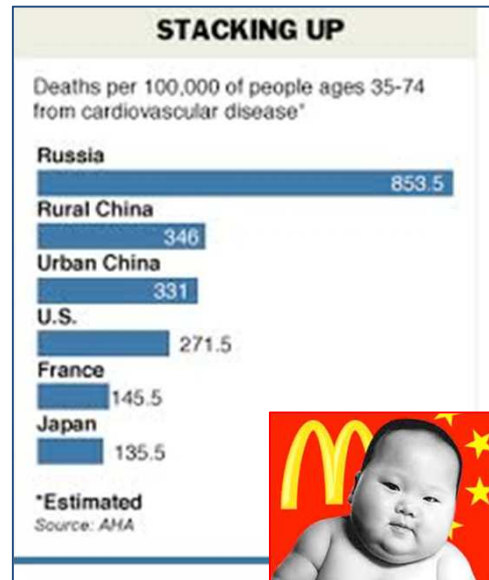 STACKING UP
Deaths per 100,000 of people ages 35-74
from cardiovascular disease*
Russia
853.5
Rural China
346
Urban China
331
U.S.
271.5
France
145.5
Japan
135.5
*Estimated
Source: AHA